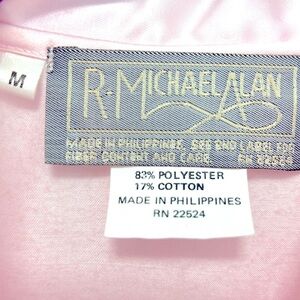 M
R-MICHAEL ALAN
MADE IN PHILIPPINES. SEE END LABEL FOR
FIBER CONTENT AND CARE. RN 22524
83% POLYESTER
17% COTTON
MADE IN PHILIPPINES
RN 22524